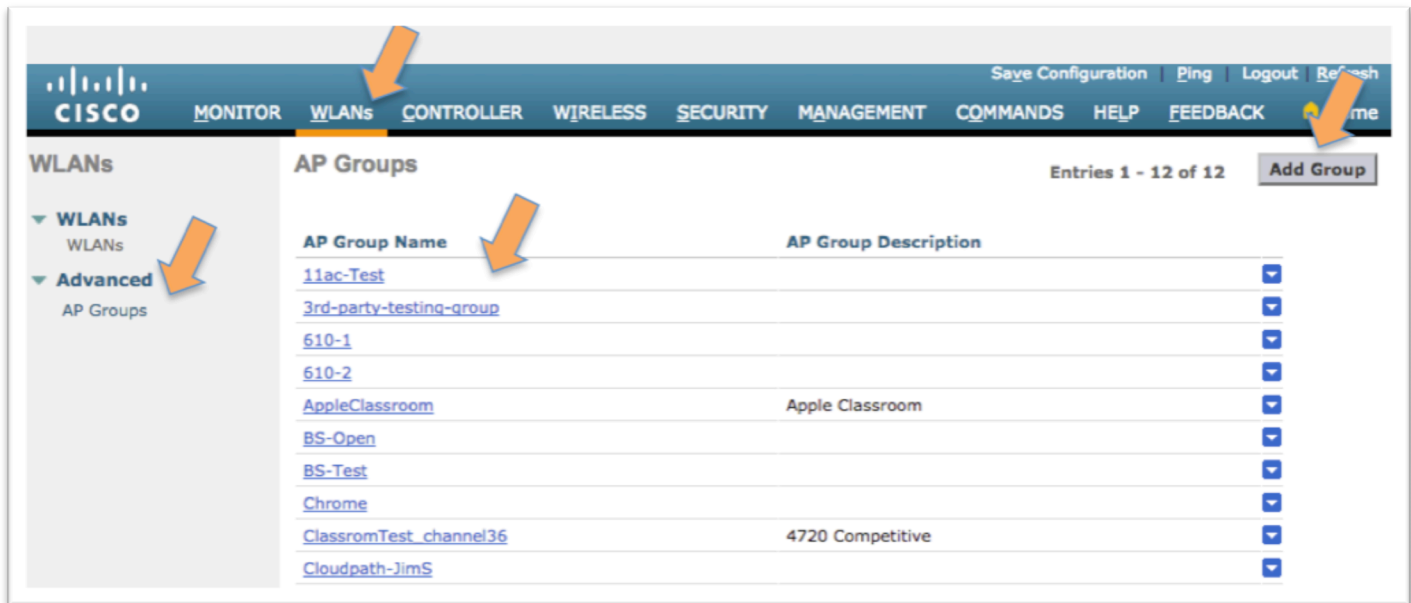 Save Configuration | Ping | Logout | Refresh
CISCO MONITOR WLANs CONTROLLER WIRELESS SECURITY MANAGEMENT COMMANDS HELP FEEDBACK
WLANs
WLANs
WLANs
Advanced
AP Groups
AP Groups
Entries 1 - 12 of 12
Add Group
AP Group Name AP Group Description
11ac-Test
3rd-party-testing-group
610-1
610-2
AppleClassroom Apple Classroom
BS-Open
BS-Test
Chrome
ClassromTest_channel36 4720 Competitive
Cloudpath-JimS